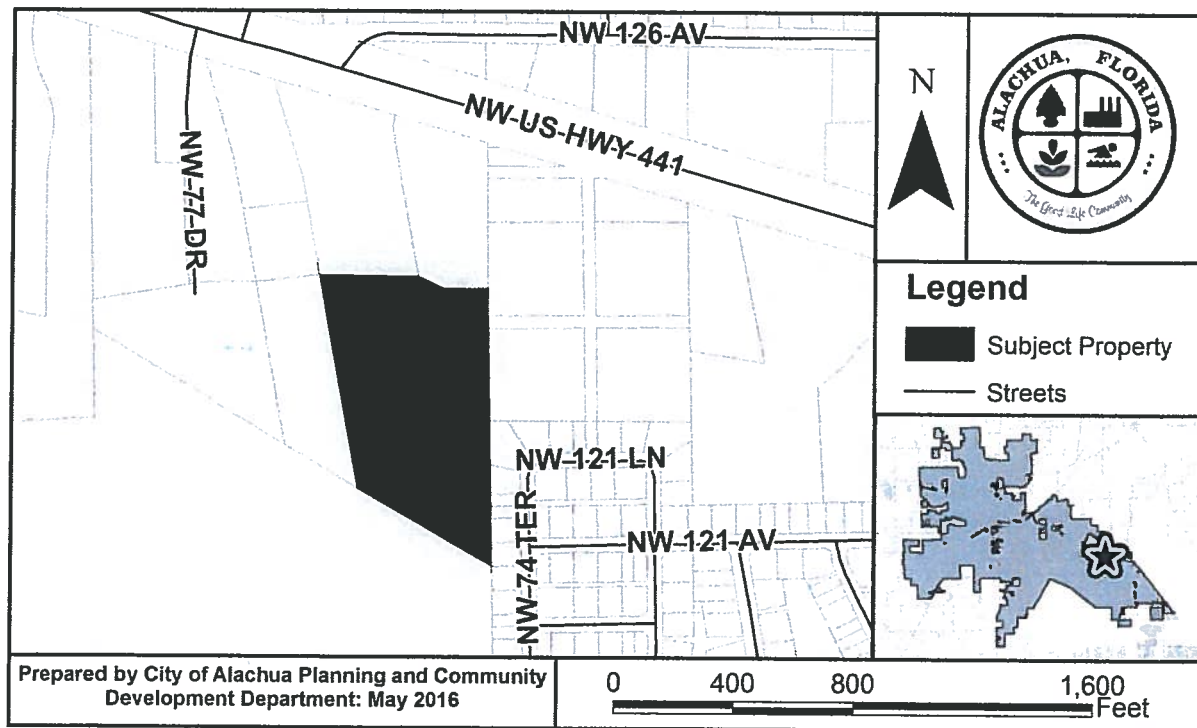 NW 126 AV
NW US HWY 441
NW 77 DR
NW 121 LN
NW 74 TER
NW 121 AV
N
ALACHUA, FLORIDA
The Good Life Community
Legend
Subject Property
Streets
Prepared by City of Alachua Planning and Community
Development Department: May 2016
0 400 800 1,600
Feet